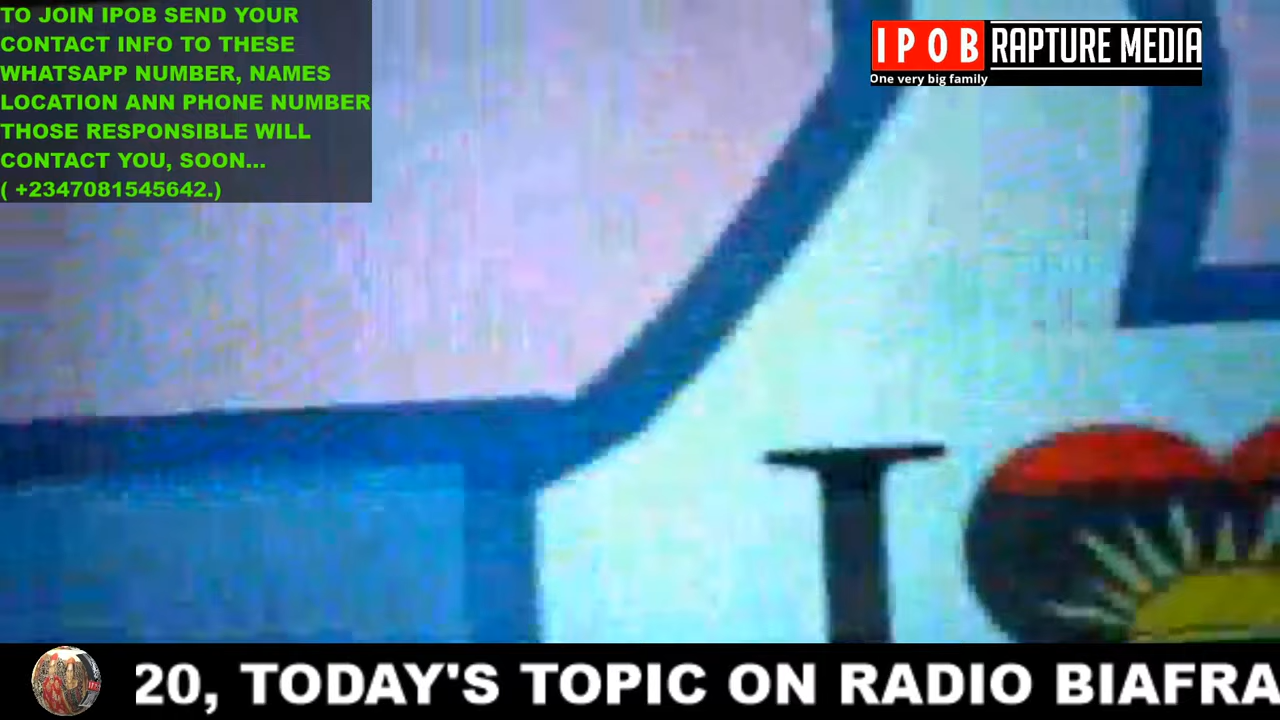 TO JOIN IPOB SEND YOUR
CONTACT INFO TO THESE
WHATSAPP NUMBER, NAMES
LOCATION ANN PHONE NUMBER
THOSE RESPONSIBLE WILL
CONTACT YOU, SOON...
( +2347081545642.)
IPOB RAPTURE MEDIA
One very big family
I
20, TODAY'S TOPIC ON RADIO BIAFRA